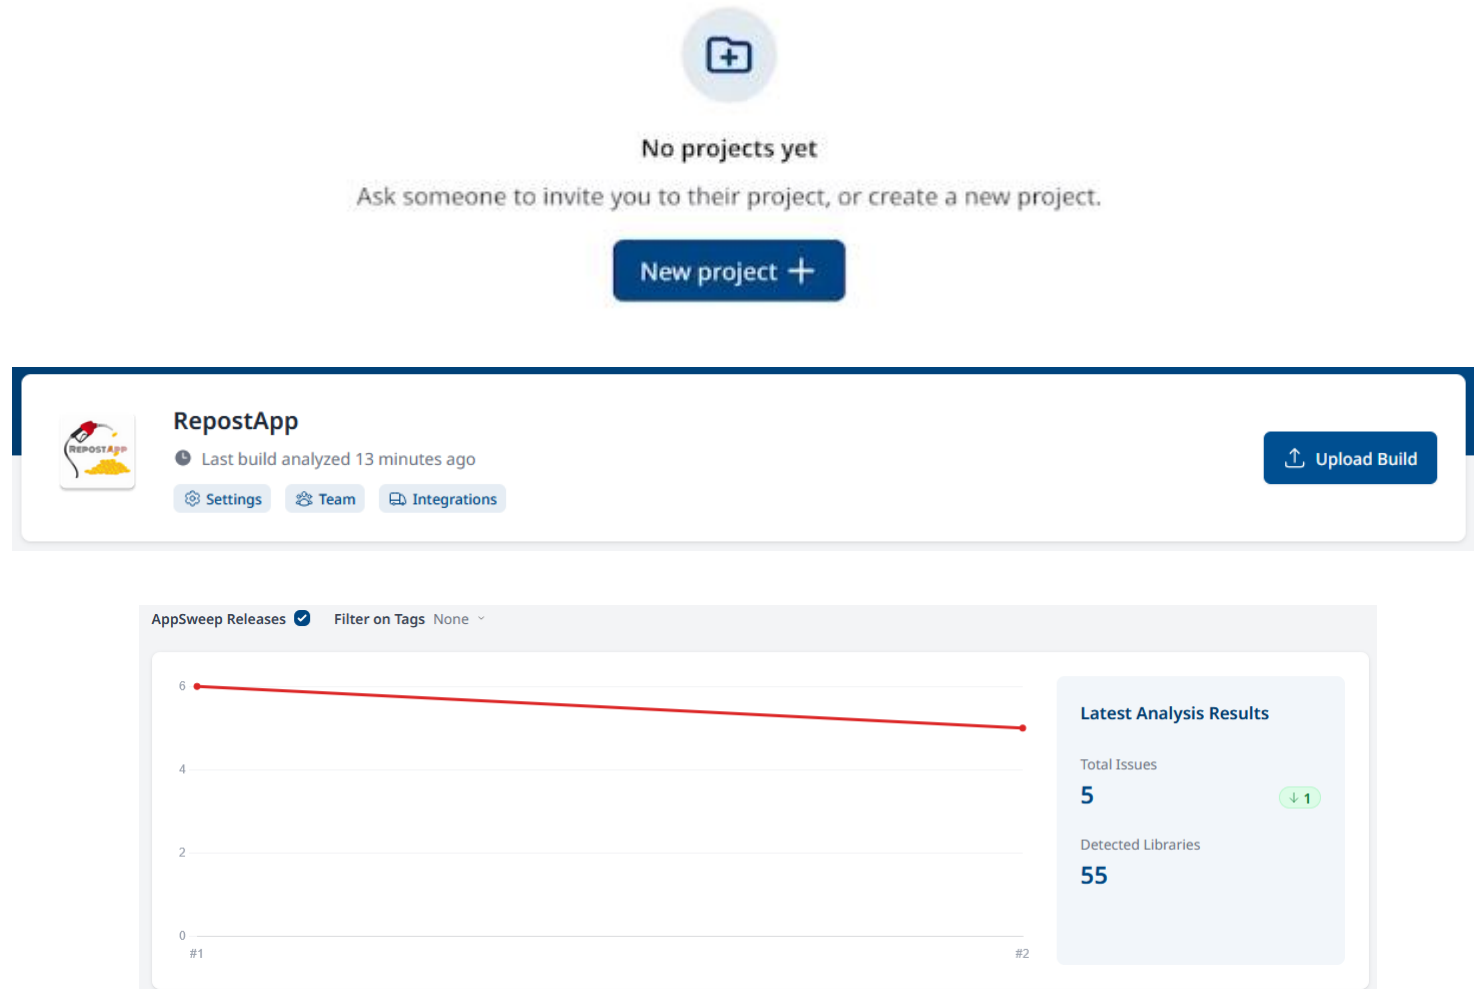 No projects yet
Ask someone to invite you to their project, or create a new project.
New project +
REPOSTAPP
RepostApp
Last build analyzed 13 minutes ago
Upload Build
Settings Team Integrations
AppSweep Releases Filter on Tags None
6
4
2
0
#1 #2
Latest Analysis Results
Total Issues
5 ↓ 1
Detected Libraries
55